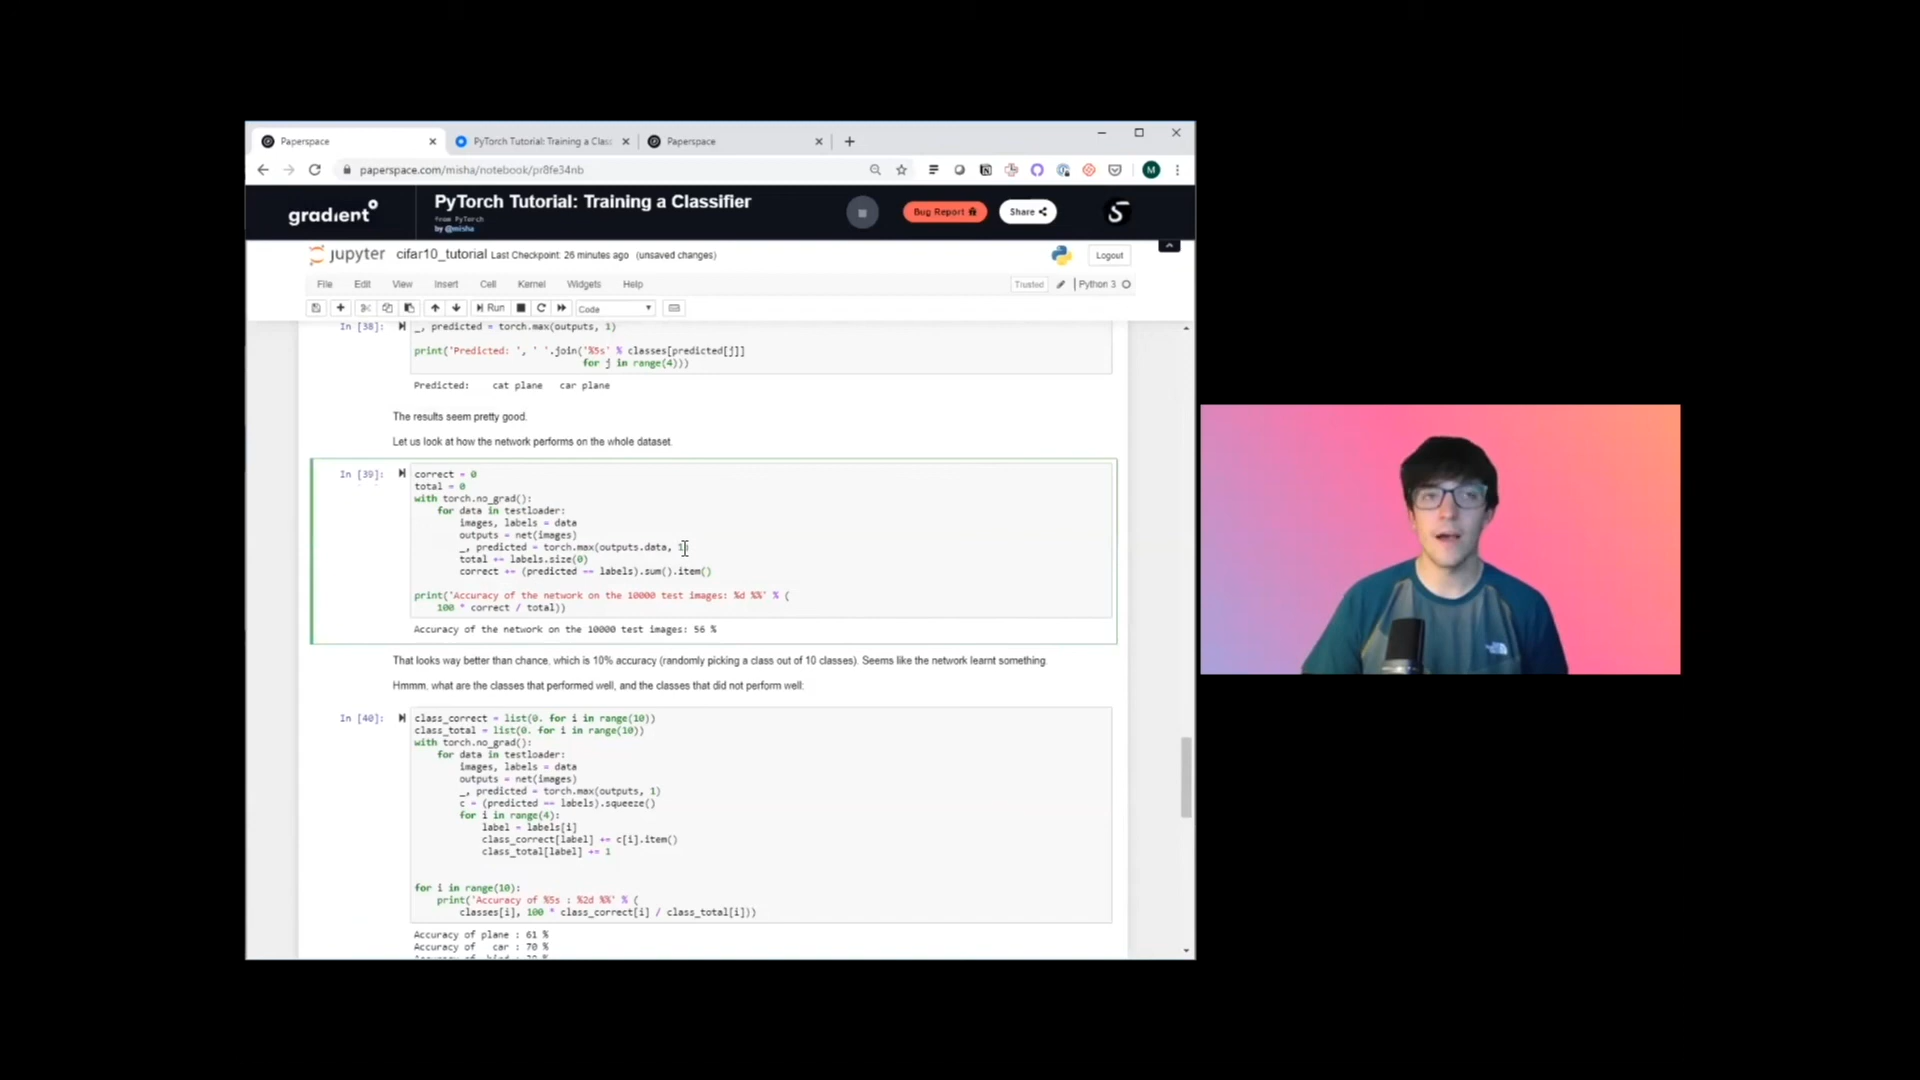 Paperspace
PyTorch Tutorial: Training a Clas
Paperspace
paperspace.com/misha/notebook/pr8fe34nb
M
gradient
PyTorch Tutorial: Training a Classifier
from PyTorch
by @misha
Bug Report
Share
jupyter cifar10_tutorial Last Checkpoint: 26 minutes ago (unsaved changes)
Logout
File Edit View Insert Cell Kernel Widgets Help
Trusted
Python 3
Run
Code
In [38]:
_, predicted = torch.max(outputs, 1)
print('Predicted: ', ' '.join('%5s' % classes[predicted[j]]
for j in range(4)))
Predicted: cat plane car plane
The results seem pretty good.
Let us look at how the network performs on the whole dataset.
In [39]:
correct = 0
total = 0
with torch.no_grad():
for data in testloader:
images, labels = data
outputs = net(images)
_, predicted = torch.max(outputs.data, 1)
total += labels.size(0)
correct += (predicted == labels).sum().item()
print('Accuracy of the network on the 10000 test images: %d %%' % (
100 * correct / total))
Accuracy of the network on the 10000 test images: 56 %
That looks way better than chance, which is 10% accuracy (randomly picking a class out of 10 classes). Seems like the network learnt something.
Hmmm, what are the classes that performed well, and the classes that did not perform well:
In [40]:
class_correct = list(0. for i in range(10))
class_total = list(0. for i in range(10))
with torch.no_grad():
for data in testloader:
images, labels = data
outputs = net(images)
_, predicted = torch.max(outputs, 1)
c = (predicted == labels).squeeze()
for i in range(4):
label = labels[i]
class_correct[label] += c[i].item()
class_total[label] += 1
for i in range(10):
print('Accuracy of %5s : %2d %%' % (
classes[i], 100 * class_correct[i] / class_total[i]))
Accuracy of plane : 61 %
Accuracy of car : 70 %